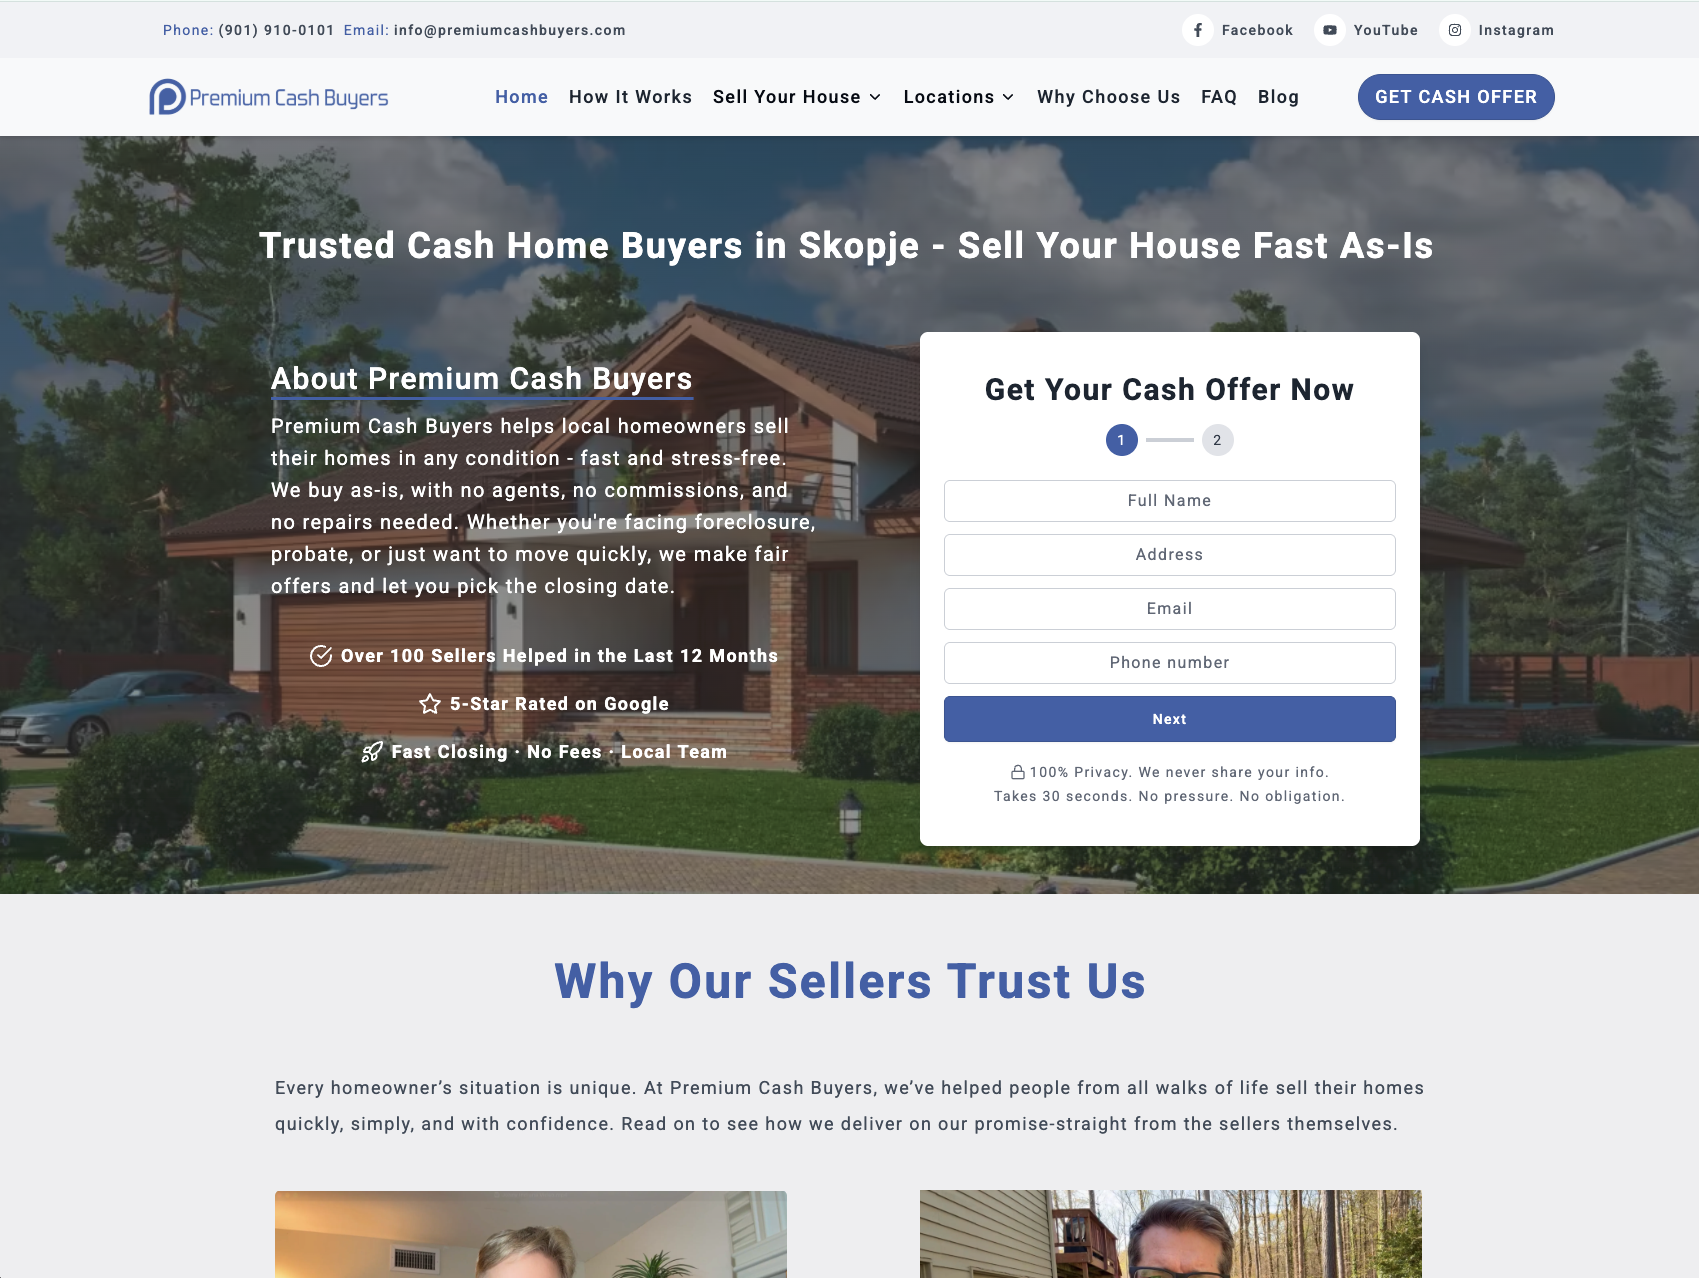 Phone: (901) 910-0101 Email: info@premiumcashbuyers.com
Facebook
YouTube
Instagram
Premium Cash Buyers
Home
How It Works
Sell Your House
Locations
Why Choose Us
FAQ
Blog
GET CASH OFFER
Trusted Cash Home Buyers in Skopje - Sell Your House Fast As-Is
About Premium Cash Buyers
Premium Cash Buyers helps local homeowners sell
their homes in any condition - fast and stress-free.
We buy as-is, with no agents, no commissions, and
no repairs needed. Whether you're facing foreclosure,
probate, or just want to move quickly, we make fair
offers and let you pick the closing date.
Over 100 Sellers Helped in the Last 12 Months
5-Star Rated on Google
Fast Closing · No Fees · Local Team
Get Your Cash Offer Now
1
2
Full Name
Address
Email
Phone number
Next
100% Privacy. We never share your info.
Takes 30 seconds. No pressure. No obligation.
Why Our Sellers Trust Us
Every homeowner’s situation is unique. At Premium Cash Buyers, we’ve helped people from all walks of life sell their homes
quickly, simply, and with confidence. Read on to see how we deliver on our promise-straight from the sellers themselves.